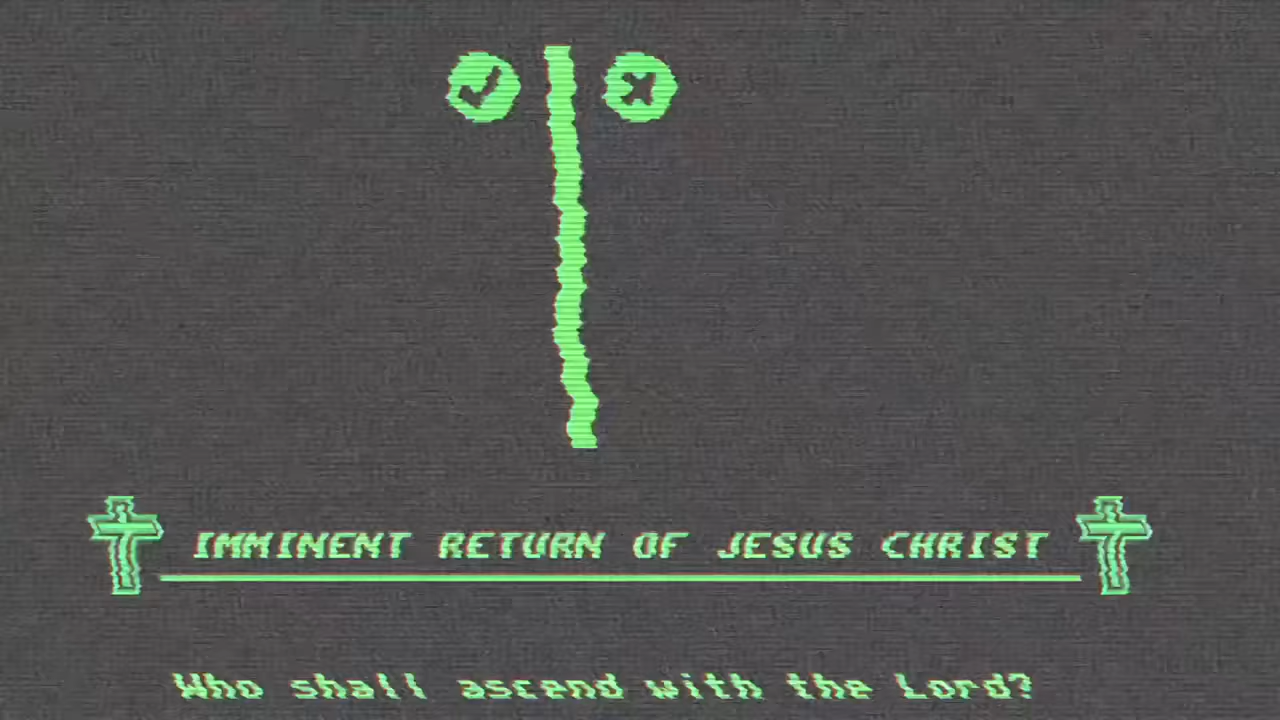 IMMINENT RETURN OF JESUS CHRIST
Who shall ascend with the Lord?